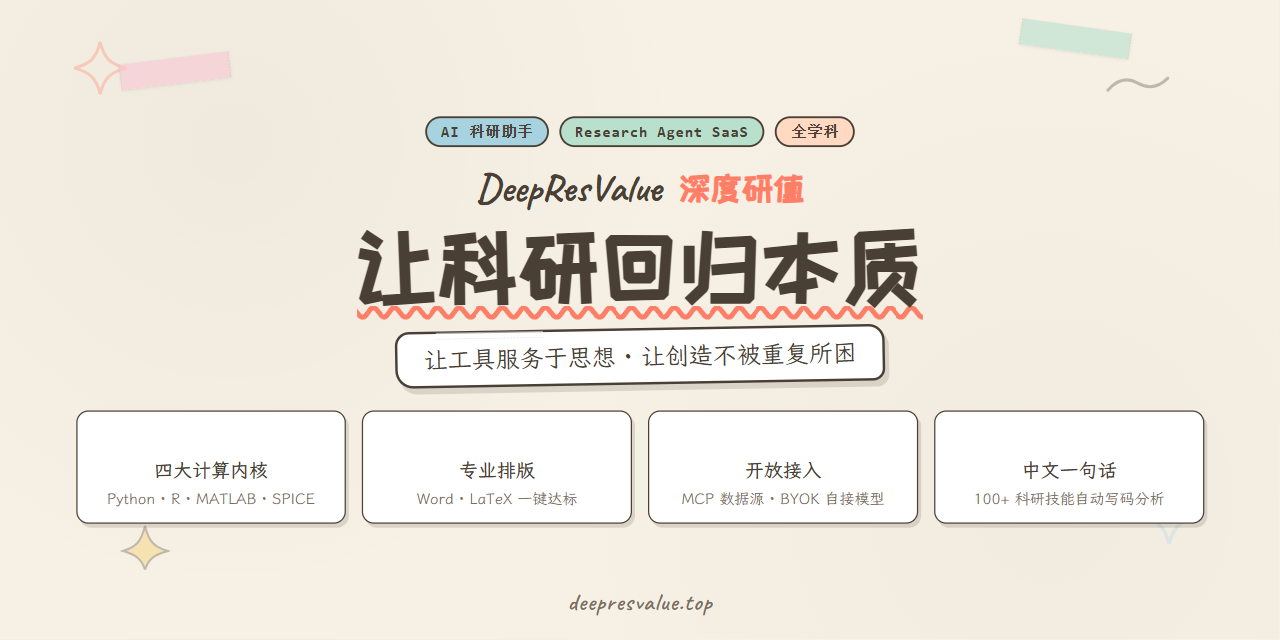 AI 科研助手 Research Agent SaaS 全学科
DeepResValue 深度研值
让科研回归本质
让工具服务于思想·让创造不被重复所困
四大计算内核
Python·R·MATLAB·SPICE
专业排版
Word·LaTeX 一键达标
开放接入
MCP 数据源·BYOK 自接模型
中文一句话
100+ 科研技能自动写码分析
deepresvalue.top